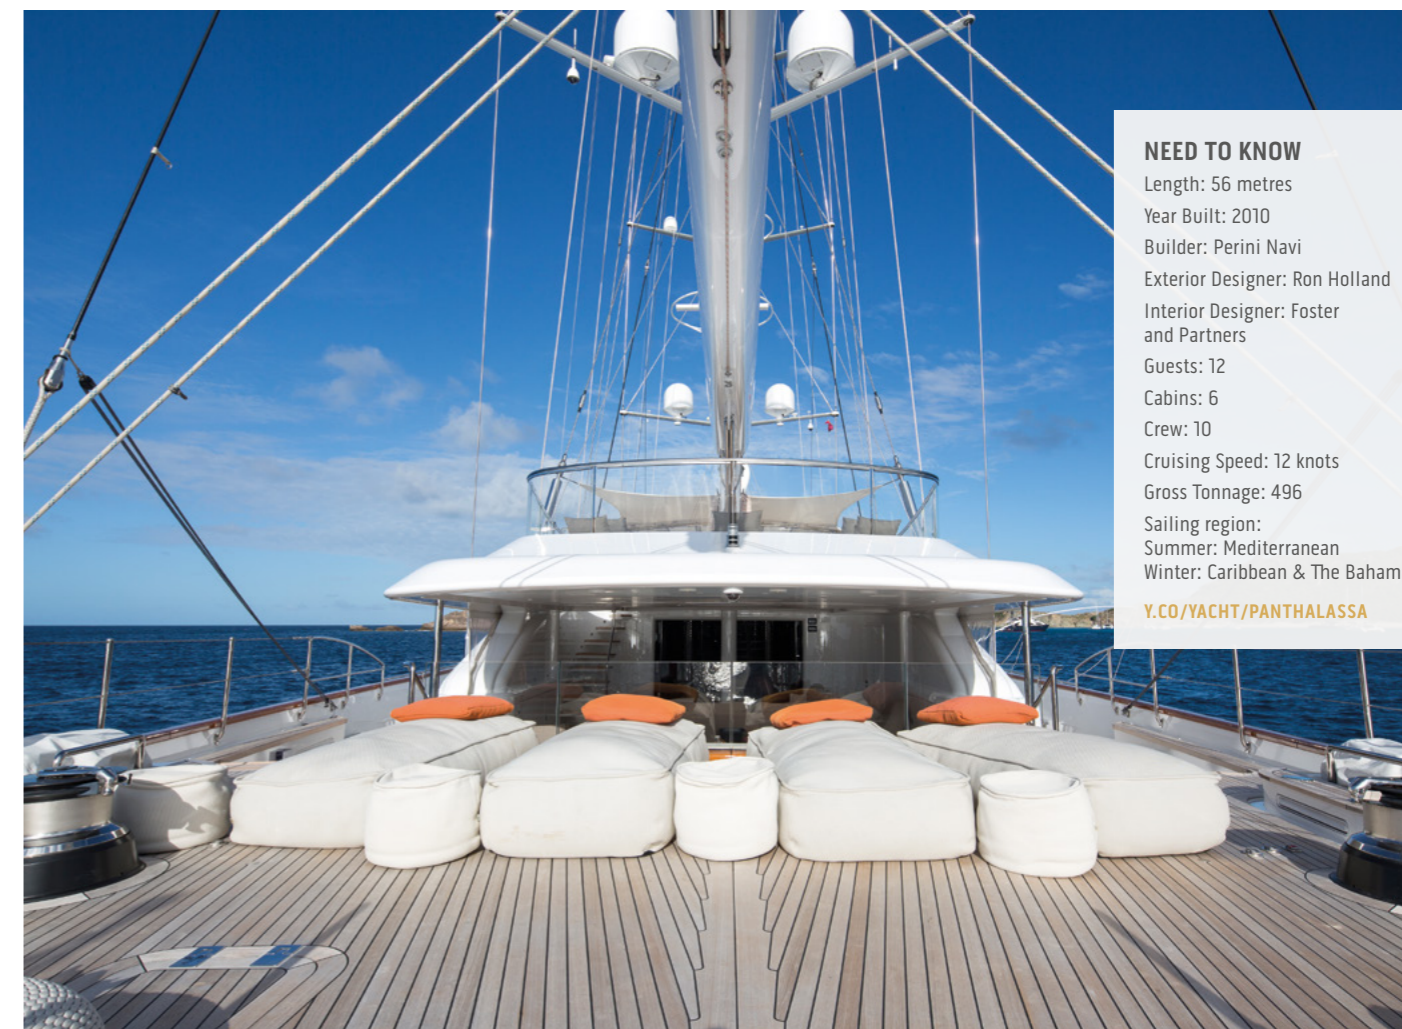 NEED TO KNOW
Length: 56 metres
Year Built: 2010
Builder: Perini Navi
Exterior Designer: Ron Holland
Interior Designer: Foster
and Partners
Guests: 12
Cabins: 6
Crew: 10
Cruising Speed: 12 knots
Gross Tonnage: 496
Sailing region:
Summer: Mediterranean
Winter: Caribbean & The Baham
Y.CO/YACHT/PANTHALASSA